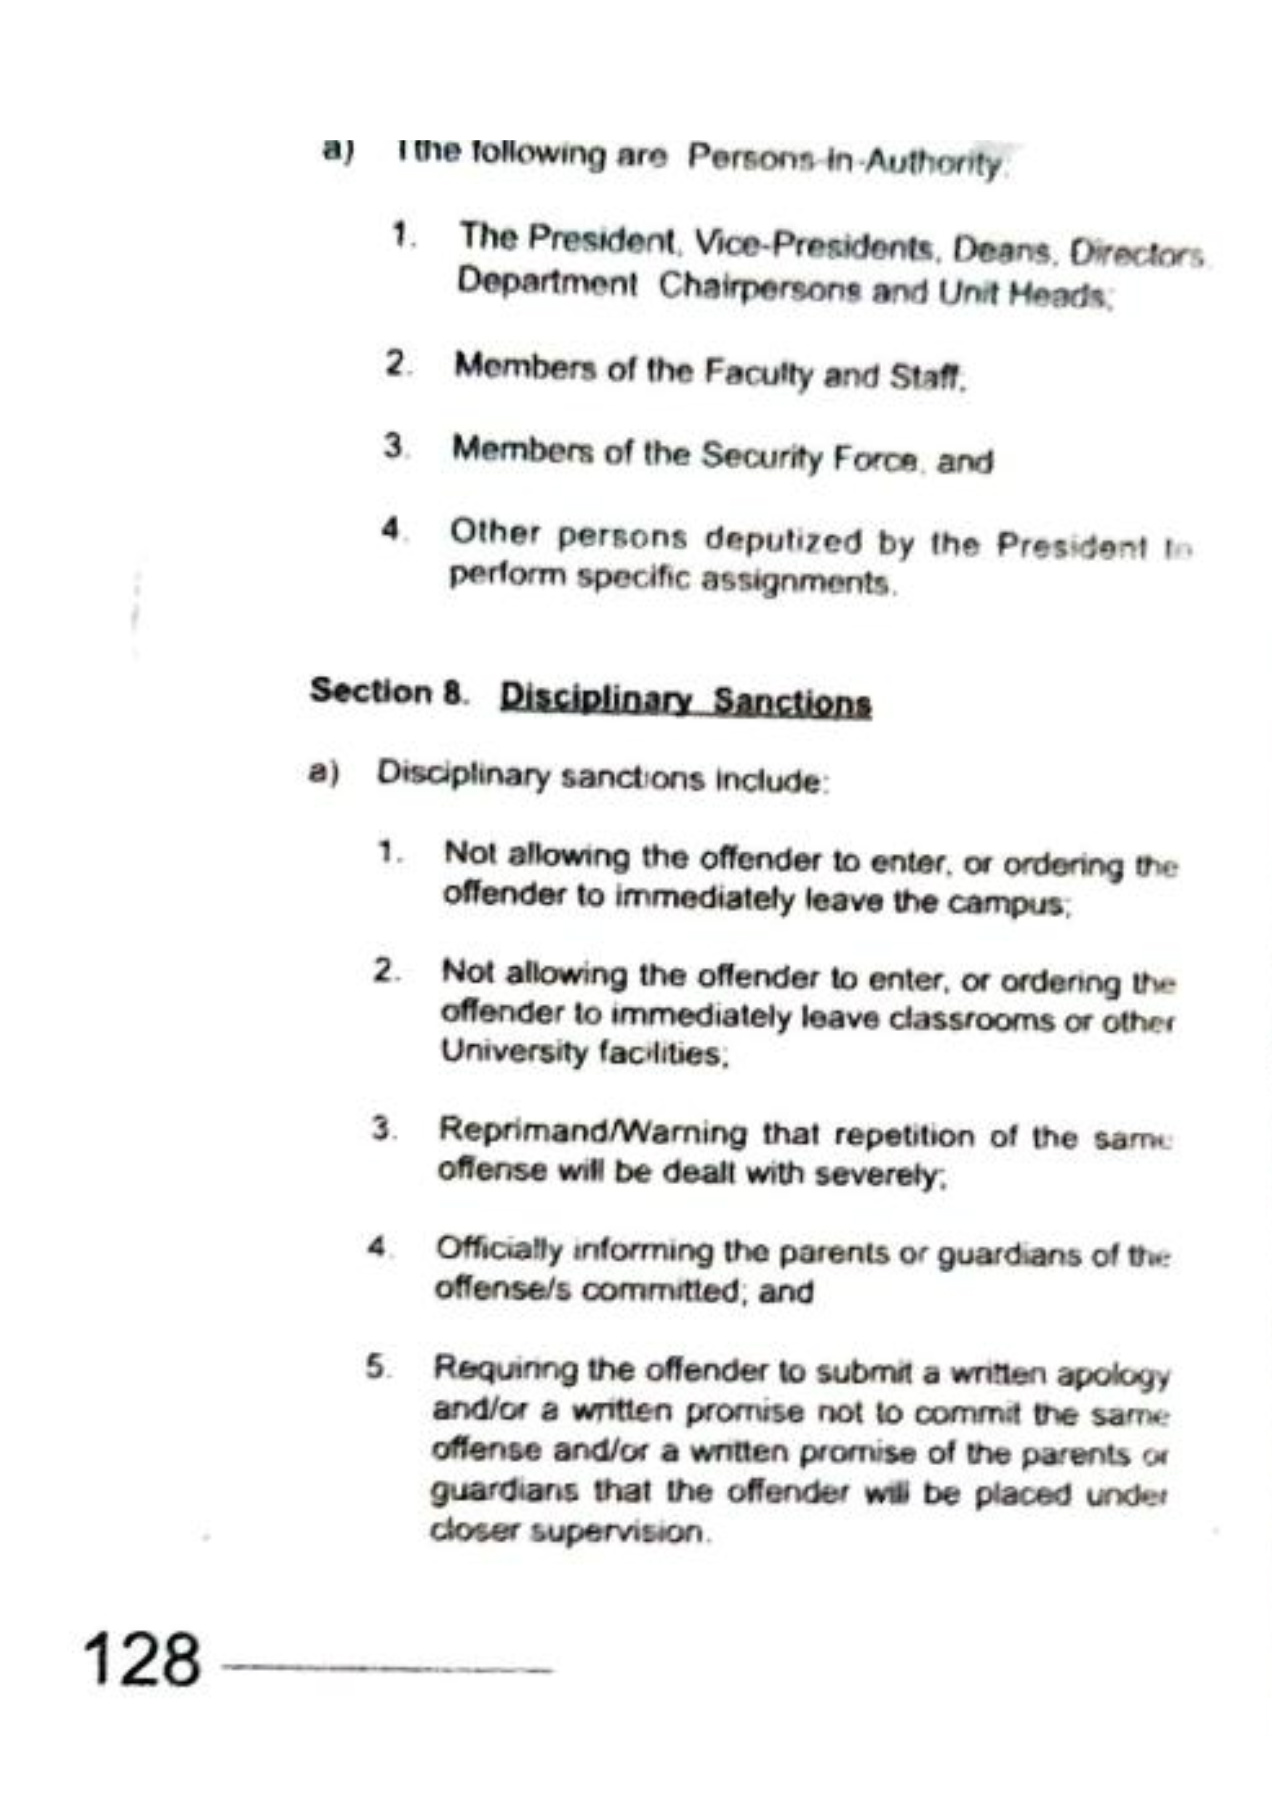 a) Tthe following are Persons-in-Authority:
1. The President, Vice-Presidents, Deans, Directors
Department Chairpersons and Unit Heads;
2. Members of the Faculty and Staff,
3. Members of the Security Force, and
4. Other persons deputized by the President to
perform specific assignments.
Section 8. Disciplinary Sanctions
a) Disciplinary sanctions include:
1. Not allowing the offender to enter, or ordering the
offender to immediately leave the campus;
2. Not allowing the offender to enter, or ordering the
offender to immediately leave classrooms or other
University facilities;
3. Reprimand/Warning that repetition of the same
offense will be dealt with severely;
4. Officially informing the parents or guardians of the
offense/s committed; and
5. Requiring the offender to submit a written apology
and/or a written promise not to commit the same
offense and/or a written promise of the parents or
guardians that the offender will be placed under
closer supervision.
128